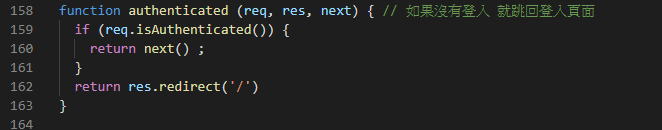 158 function authenticated (req, res, next) { // 如果沒有登入 就跳回登入頁面
159 if (req.isAuthenticated()) {
160 return next() ;
161 }
162 return res.redirect('/')
163 }
164